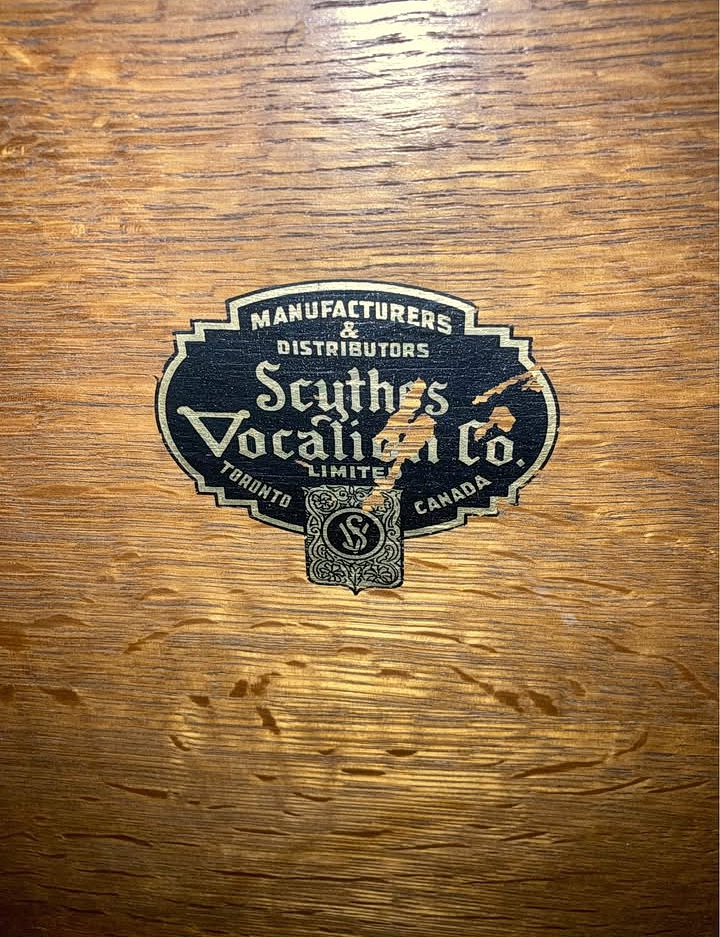 MANUFACTURERS
&
DISTRIBUTORS
Scythes
Vocalion Co.
LIMITED
TORONTO CANADA